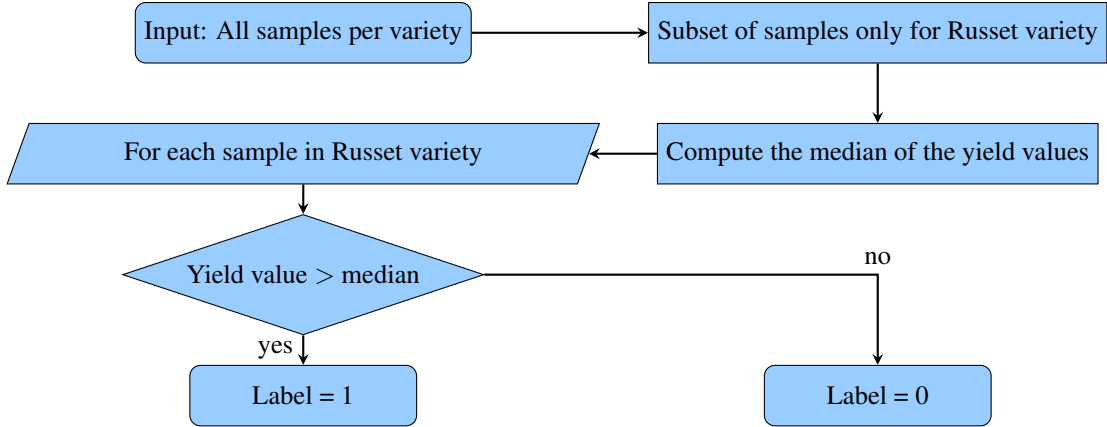 Input: All samples per variety
Subset of samples only for Russet variety
For each sample in Russet variety
Compute the median of the yield values
Yield value > median
no
yes
Label = 1
Label = 0